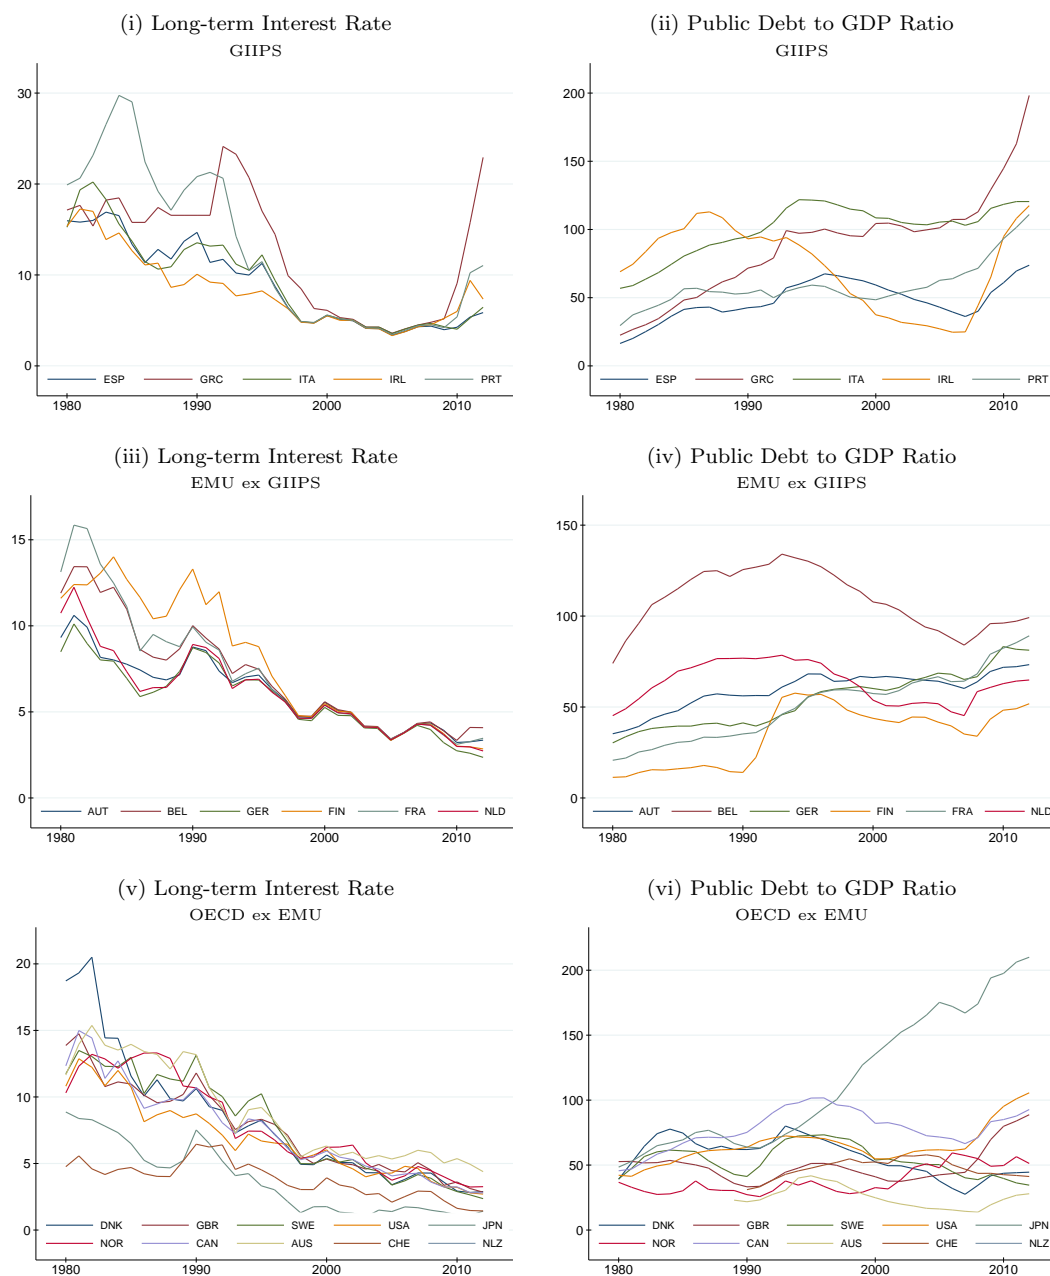 (i) Long-term Interest Rate
GIIPS
30
20
10
0
ESP GRC ITA IRL PRT
1980 1990 2000 2010
(ii) Public Debt to GDP Ratio
GIIPS
200
150
100
50
0
ESP GRC ITA IRL PRT
1980 1990 2000 2010
(iii) Long-term Interest Rate
EMU ex GIIPS
15
10
5
0
AUT BEL GER FIN FRA NLD
1980 1990 2000 2010
(iv) Public Debt to GDP Ratio
EMU ex GIIPS
150
100
50
0
AUT BEL GER FIN FRA NLD
1980 1990 2000 2010
(v) Long-term Interest Rate
OECD ex EMU
20
15
10
5
0
DNK GBR SWE USA JPN
NOR CAN AUS CHE NLZ
1980 1990 2000 2010
(vi) Public Debt to GDP Ratio
OECD ex EMU
200
150
100
50
0
DNK GBR SWE USA JPN
NOR CAN AUS CHE NLZ
1980 1990 2000 2010